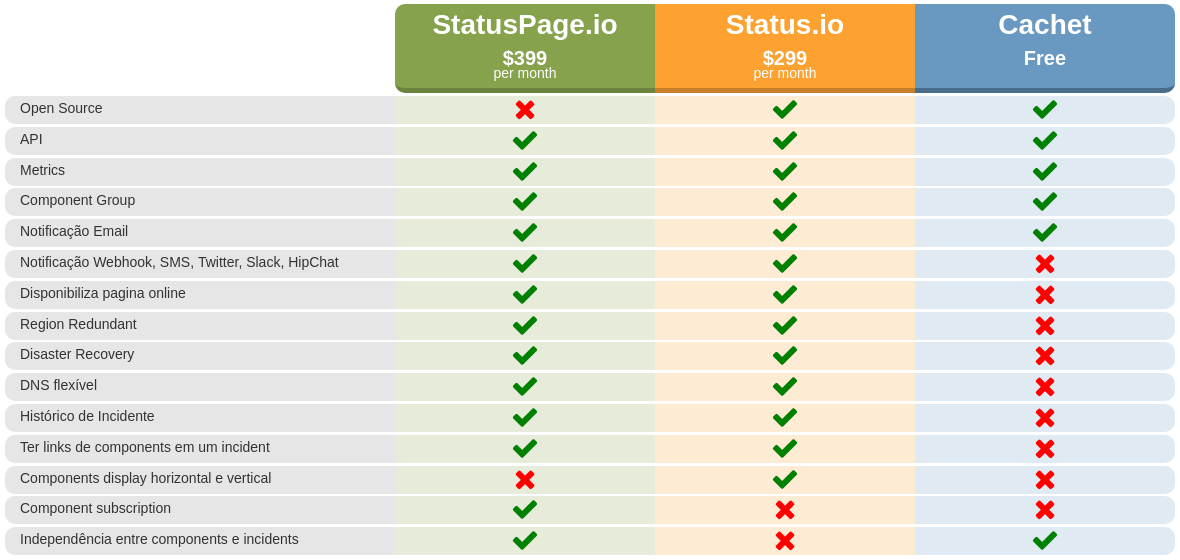 StatusPage.io Status.io Cachet
$399 $299 Free
per month per month
Open Source
API
Metrics
Component Group
Notificação Email
Notificação Webhook, SMS, Twitter, Slack, HipChat
Disponibiliza pagina online
Region Redundant
Disaster Recovery
DNS flexível
Histórico de Incidente
Ter links de components em um incident
Components display horizontal e vertical
Component subscription
Independência entre components e incidents